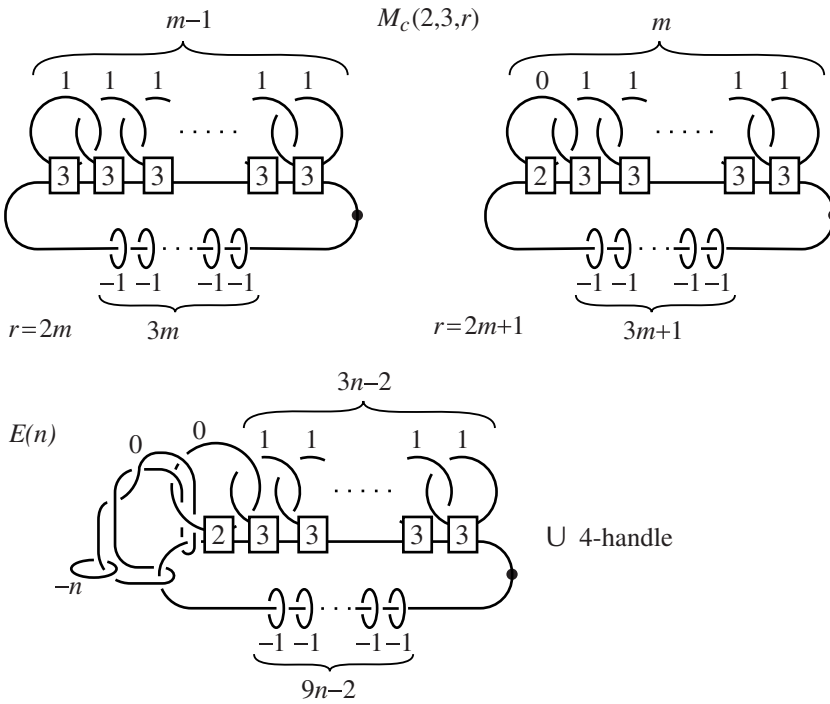 m–1 M_c(2,3,r) m
1 1 1 1 1 0 1 1 1 1
. . . . . . . . . .
3 3 3 3 3 2 3 3 3 3
. . . . . .
–1 –1 –1 –1 –1 –1 –1 –1
r=2m 3m r=2m+1 3m+1
3n–2
E(n) 0 0 1 1 1 1
. . . . .
2 3 3 3 3 ∪ 4-handle
–n . . .
–1 –1 –1 –1
9n–2